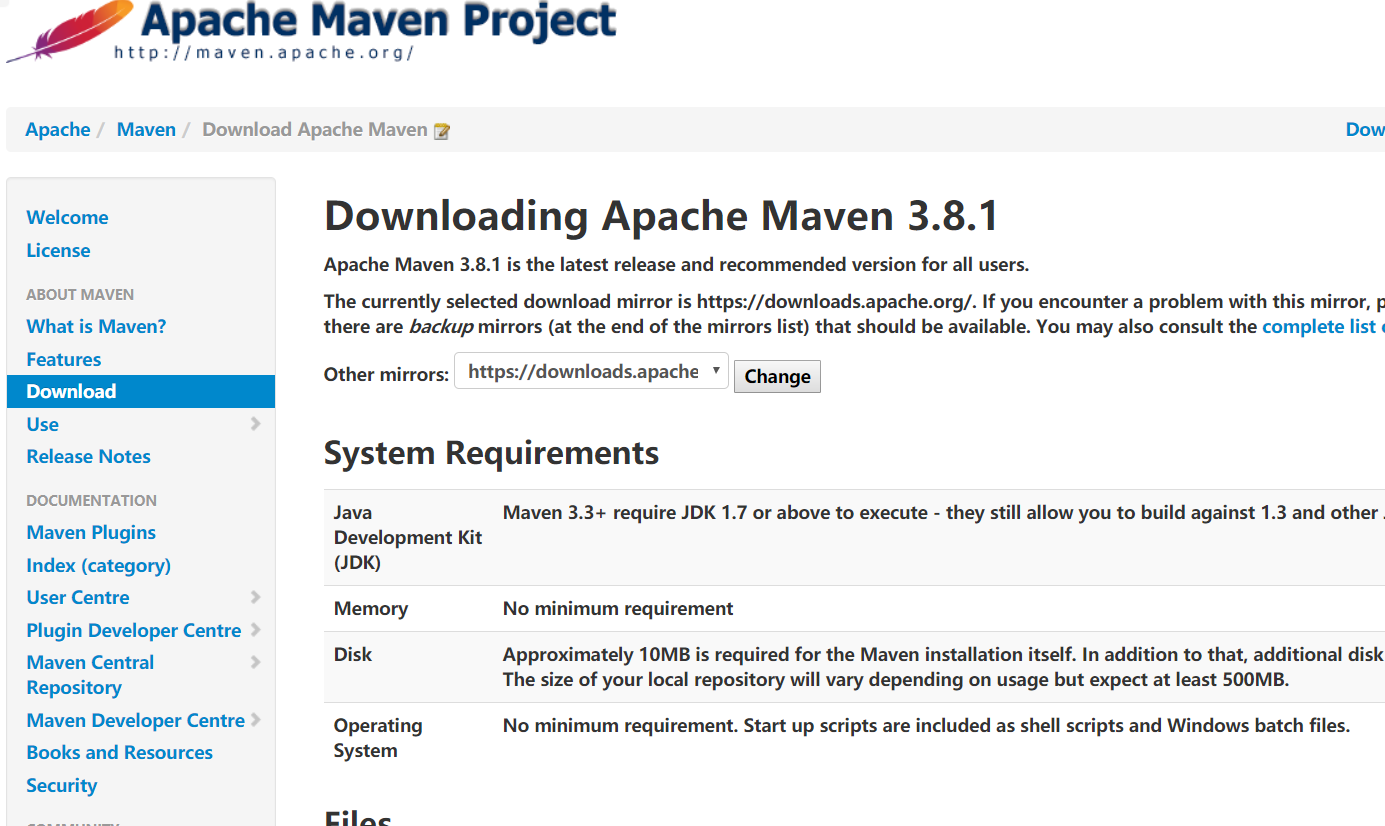 Apache Maven Project
http://maven.apache.org/
Apache / Maven / Download Apache Maven
Welcome
License
ABOUT MAVEN
What is Maven?
Features
Download
Use
Release Notes
DOCUMENTATION
Maven Plugins
Index (category)
User Centre
Plugin Developer Centre
Maven Central
Repository
Maven Developer Centre
Books and Resources
Security
Downloading Apache Maven 3.8.1
Apache Maven 3.8.1 is the latest release and recommended version for all users.
The currently selected download mirror is https://downloads.apache.org/. If you encounter a problem with this mirror,
there are backup mirrors (at the end of the mirrors list) that should be available. You may also consult the complete list
Other mirrors: https://downloads.apache Change
System Requirements
Java
Development Kit
(JDK)
Maven 3.3+ require JDK 1.7 or above to execute - they still allow you to build against 1.3 and other
Memory
No minimum requirement
Disk
Approximately 10MB is required for the Maven installation itself. In addition to that, additional disk
The size of your local repository will vary depending on usage but expect at least 500MB.
Operating
System
No minimum requirement. Start up scripts are included as shell scripts and Windows batch files.
Files